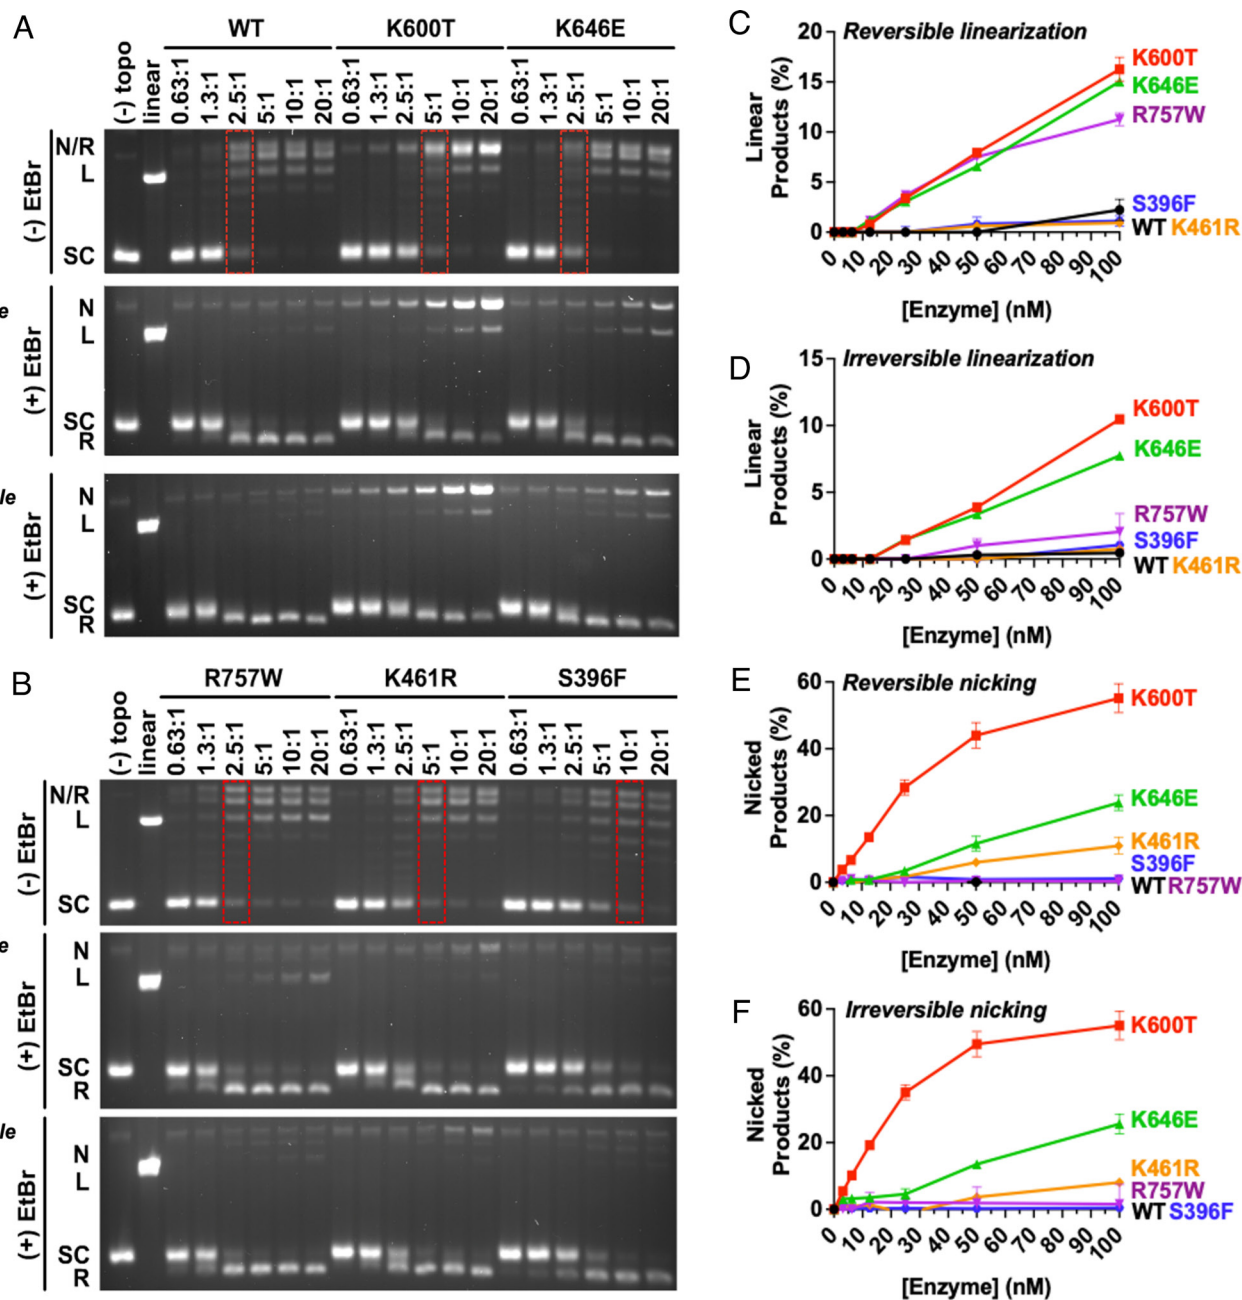 A
WT K600T K646E
(-) topo linear 0.63:1 1.3:1 2.5:1 5:1 10:1 20:1 0.63:1 1.3:1 2.5:1 5:1 10:1 20:1 0.63:1 1.3:1 2.5:1 5:1 10:1 20:1
(-) EtBr
N/R
L
SC
e
(+) EtBr
N
L
SC
R
le
(+) EtBr
N
L
SC
R
B
R757W K461R S396F
(-) topo linear 0.63:1 1.3:1 2.5:1 5:1 10:1 20:1 0.63:1 1.3:1 2.5:1 5:1 10:1 20:1 0.63:1 1.3:1 2.5:1 5:1 10:1 20:1
(-) EtBr
N/R
L
SC
e
(+) EtBr
N
L
SC
R
le
(+) EtBr
N
L
SC
R
C
Reversible linearization
Linear
Products (%)
20
15
10
5
0
K600T
K646E
R757W
S396F
WT K461R
0 10 20 30 40 50 60 70 80 90 100
[Enzyme] (nM)
D
Irreversible linearization
Linear
Products (%)
15
10
5
0
K600T
K646E
R757W
S396F
WT K461R
0 10 20 30 40 50 60 70 80 90 100
[Enzyme] (nM)
E
Reversible nicking
Nicked
Products (%)
60
40
20
0
K600T
K646E
K461R
S396F
WT R757W
0 10 20 30 40 50 60 70 80 90 100
[Enzyme] (nM)
F
Irreversible nicking
Nicked
Products (%)
60
40
20
0
K600T
K646E
K461R
R757W
WT S396F
0 10 20 30 40 50 60 70 80 90 100
[Enzyme] (nM)